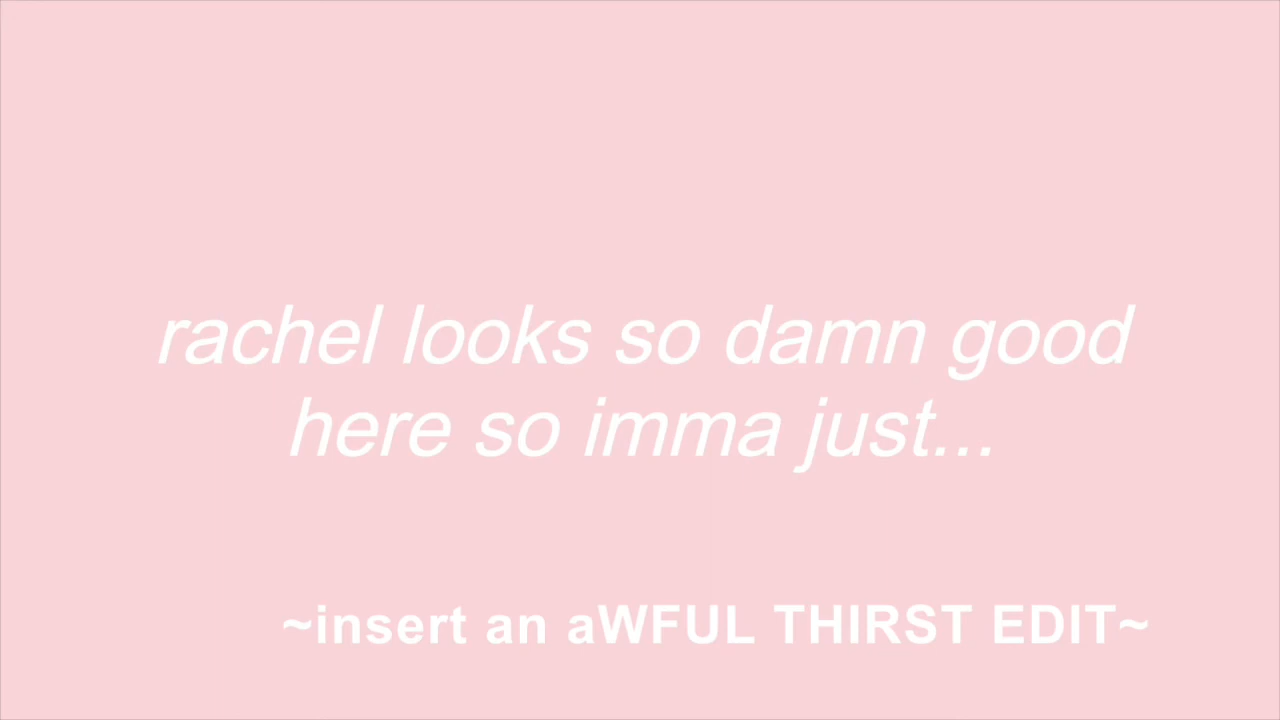 rachel looks so damn good
here so imma just...
~insert an aWFUL THIRST EDIT~